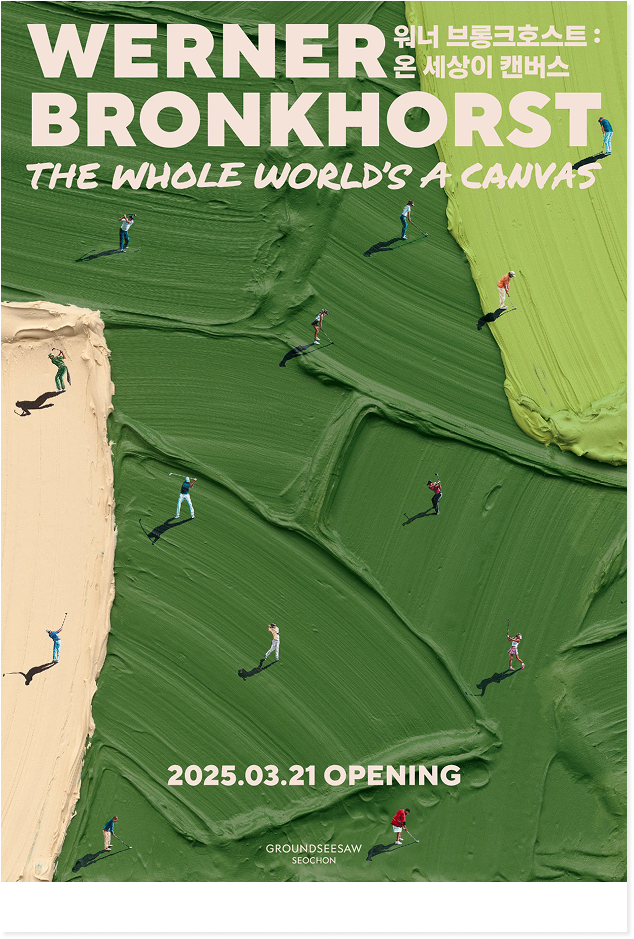 WERNER
워너 브롱크호스트 :
온 세상이 캔버스
BRONKHORST
THE WHOLE WORLD'S A CANVAS
2025.03.21 OPENING
GROUNDSEESAW
SEOCHON